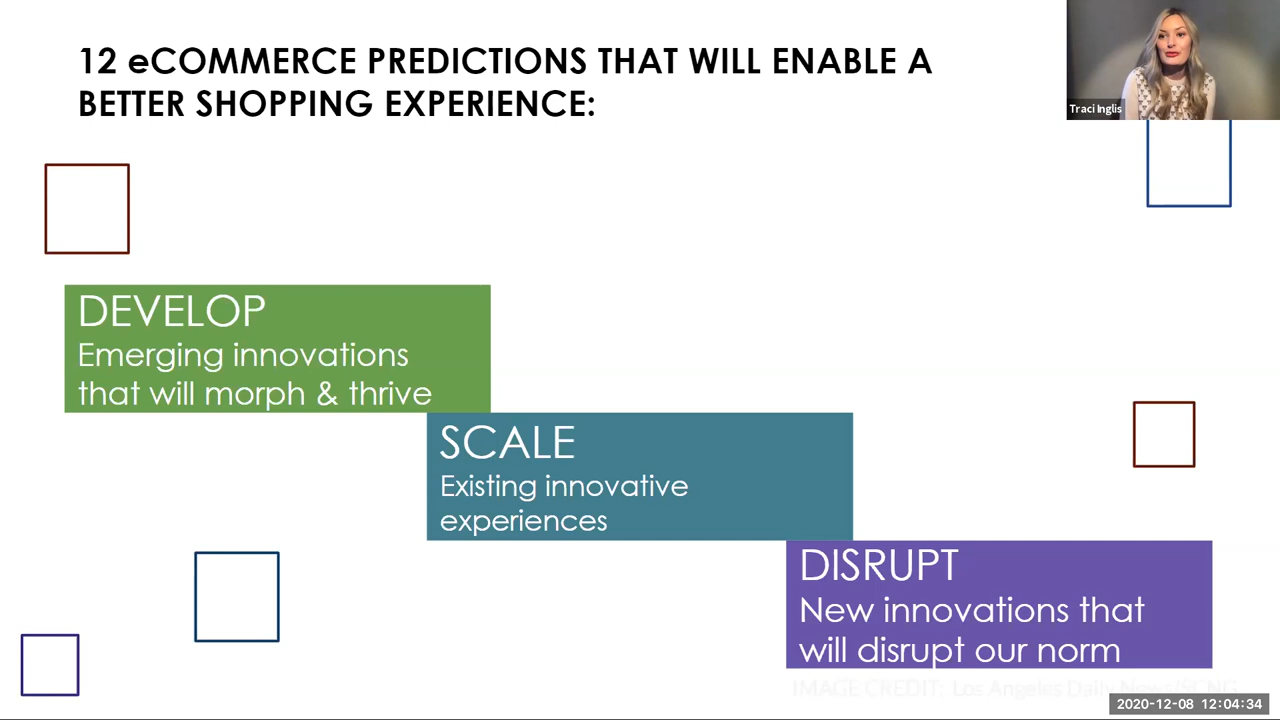 12 eCOMMERCE PREDICTIONS THAT WILL ENABLE A
BETTER SHOPPING EXPERIENCE:
Traci Inglis
DEVELOP
Emerging innovations
that will morph & thrive
SCALE
Existing innovative
experiences
DISRUPT
New innovations that
will disrupt our norm
IMAGE CREDIT: Los Angeles Daily News/SCNG
2020-12-08 12:04:34